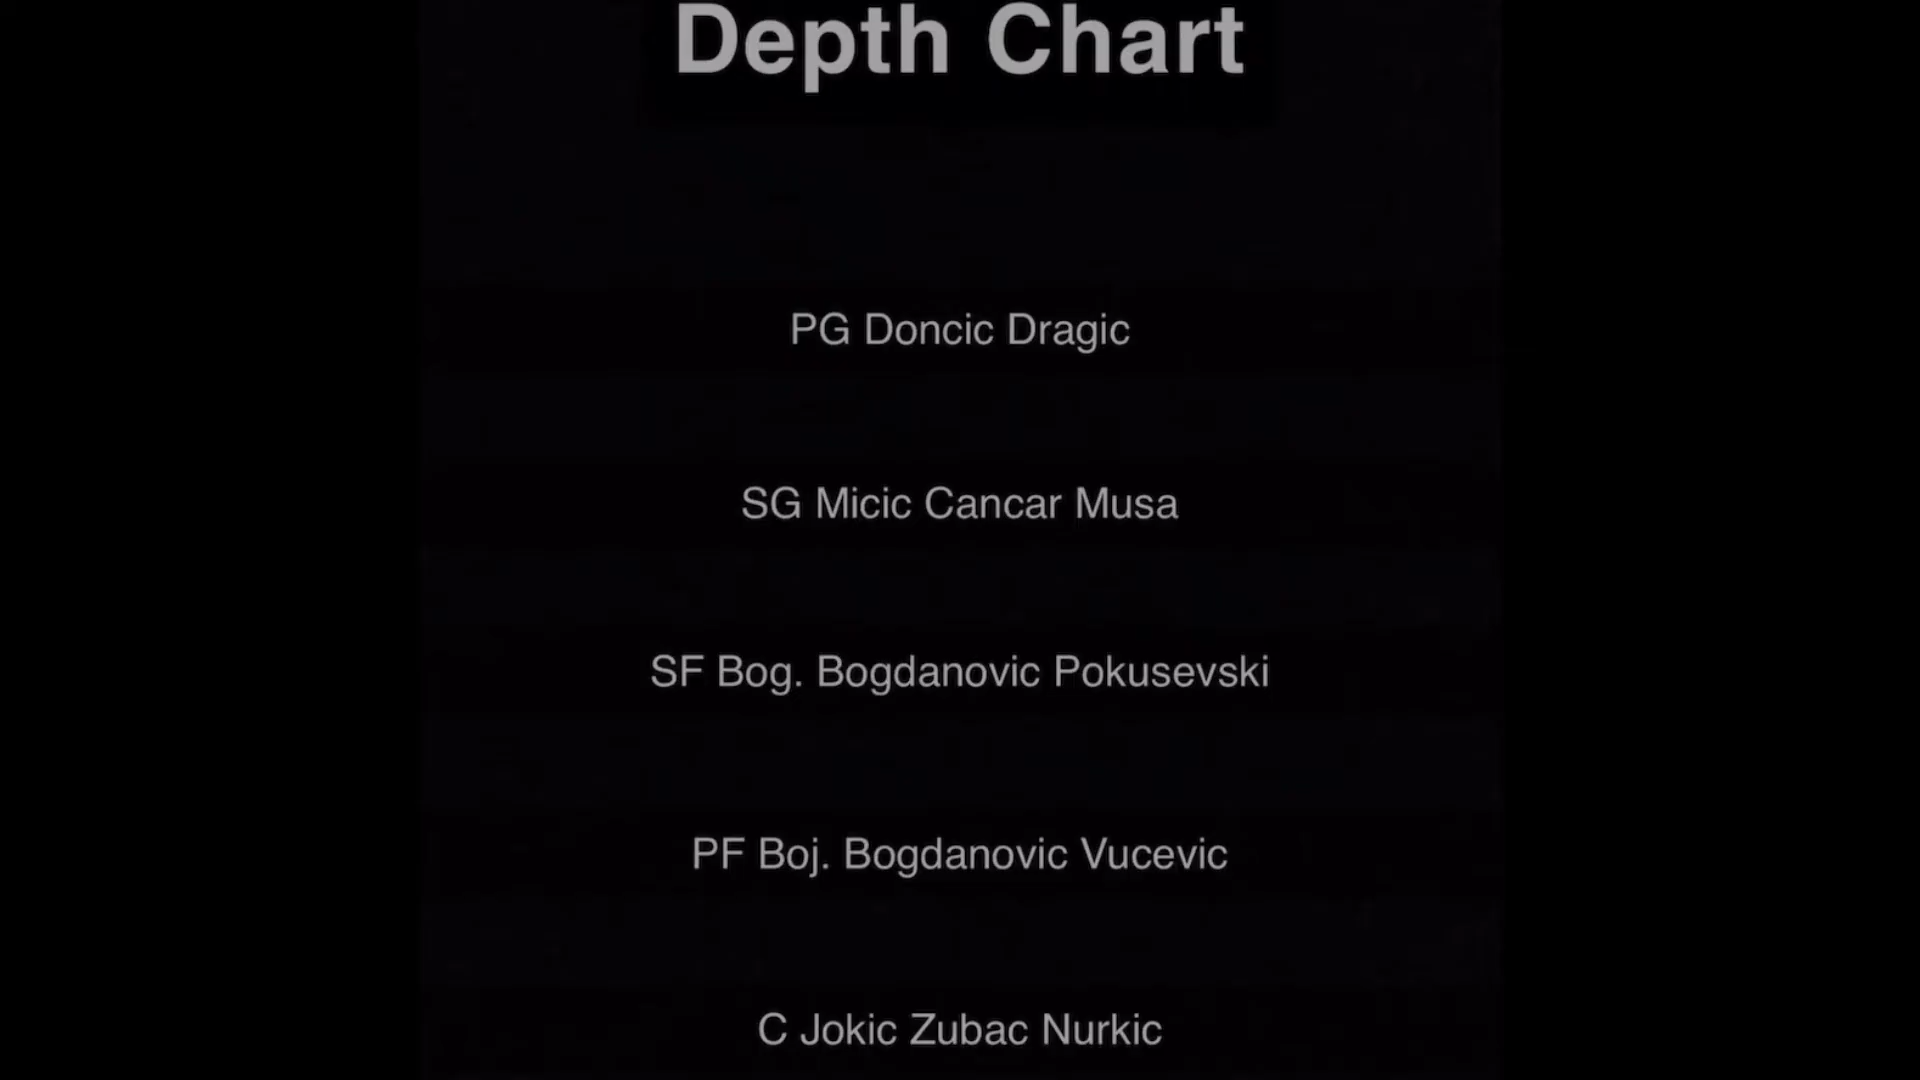 Depth Chart
PG Doncic Dragic
SG Micic Cancar Musa
SF Bog. Bogdanovic Pokusevski
PF Boj. Bogdanovic Vucevic
C Jokic Zubac Nurkic